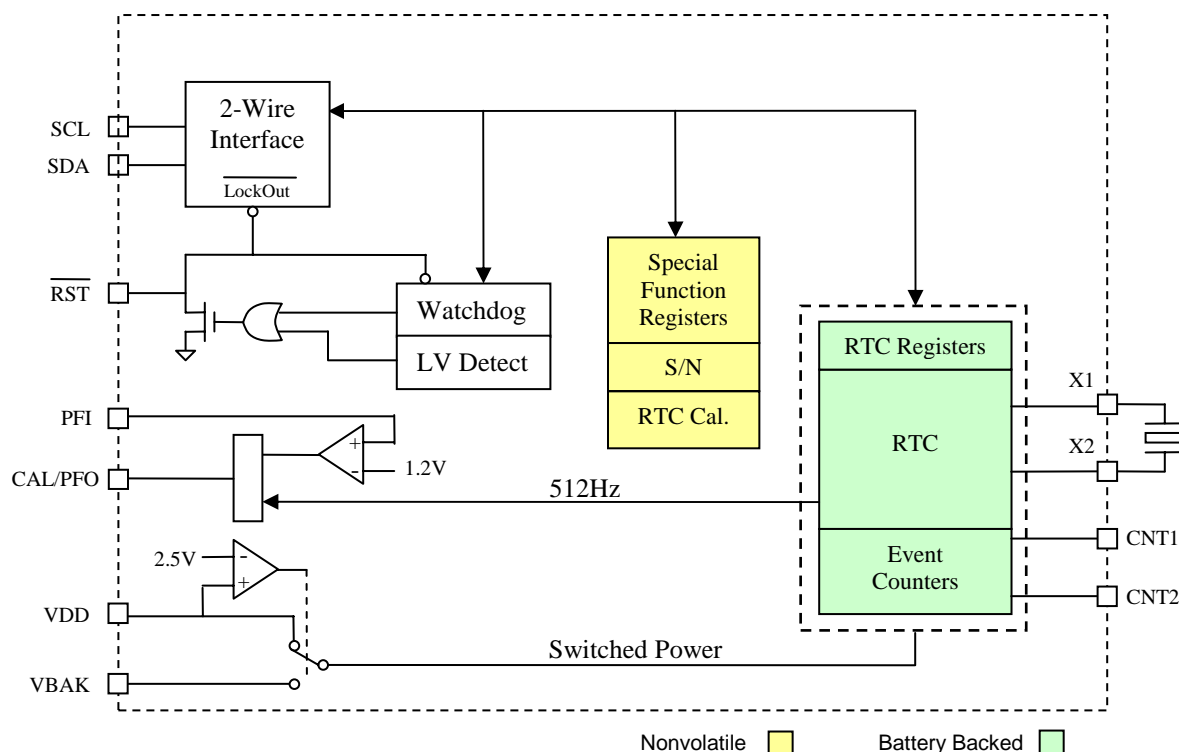 2-Wire
Interface
LockOut
SCL
SDA
RST
Watchdog
LV Detect
Special
Function
Registers
S/N
RTC Cal.
RTC Registers
RTC
Event
Counters
X1
X2
CNT1
CNT2
PFI
+
-
1.2V
CAL/PFO
512Hz
2.5V
-
+
VDD
Switched Power
VBAK
Nonvolatile
Battery Backed